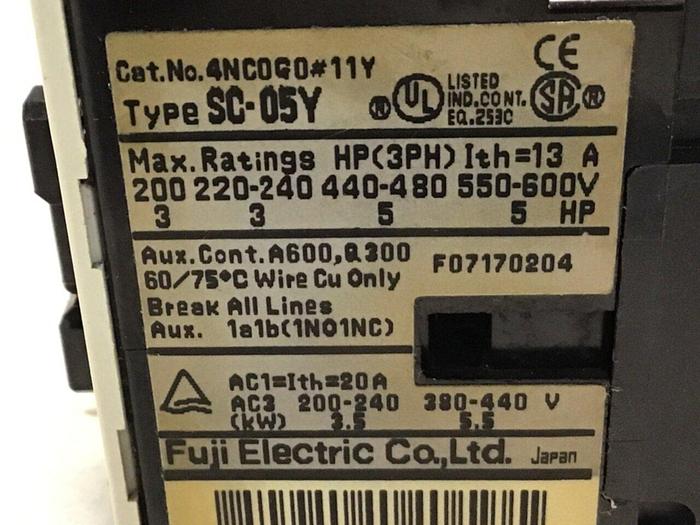 CE
Cat.No.4NC0G0#11Y
Type SC-05Y
® UL LISTED
IND.CONT.
EQ.253C
SA ®
Max.Ratings HP(3PH) Ith=13 A
200 220-240 440-480 550-600V
3 3 5 5 HP
Aux.Cont.A600,Q300
60/75°C Wire Cu Only
F07170204
Break All Lines
Aux. 1a1b(1NO1NC)
AC1=Ith=20A
AC3 200-240 380-440 V
(kW) 3.5 5.5
Fuji Electric Co.,Ltd. Japan